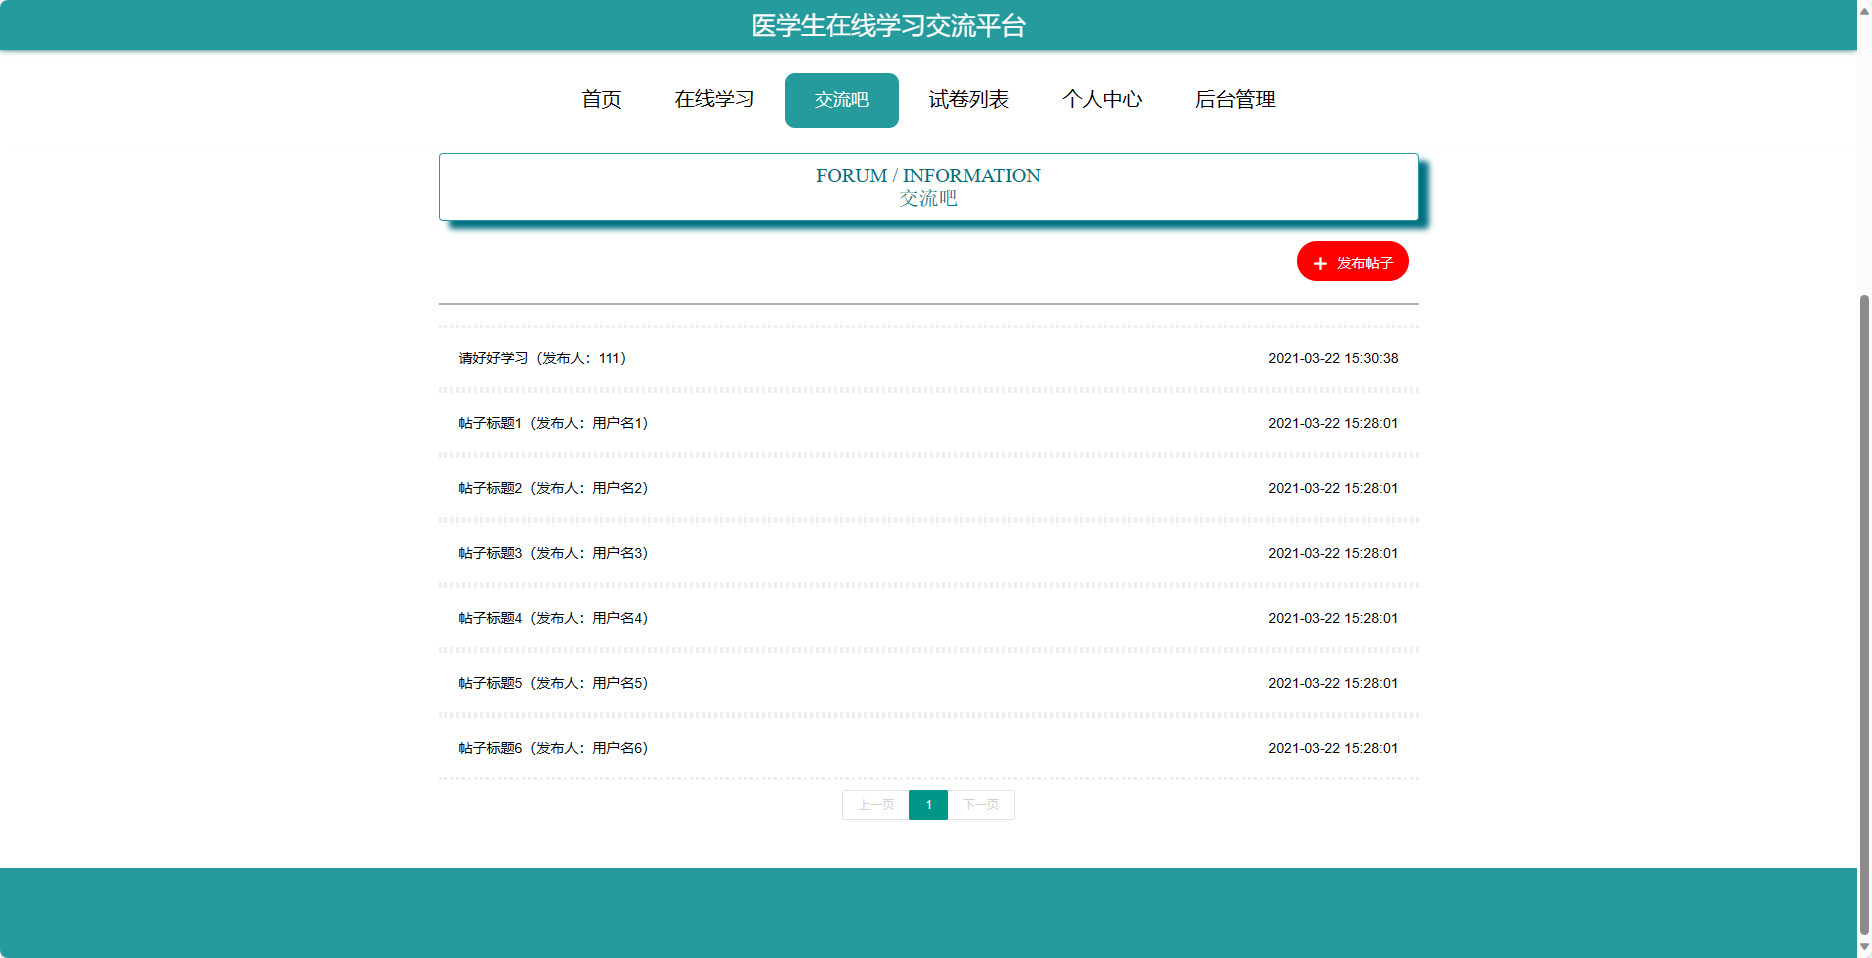 医学生在线学习交流平台
首页 在线学习 交流吧 试卷列表 个人中心 后台管理
FORUM / INFORMATION
交流吧
+ 发布帖子
请好好学习（发布人：111） 2021-03-22 15:30:38
帖子标题1（发布人：用户名1） 2021-03-22 15:28:01
帖子标题2（发布人：用户名2） 2021-03-22 15:28:01
帖子标题3（发布人：用户名3） 2021-03-22 15:28:01
帖子标题4（发布人：用户名4） 2021-03-22 15:28:01
帖子标题5（发布人：用户名5） 2021-03-22 15:28:01
帖子标题6（发布人：用户名6） 2021-03-22 15:28:01
上一页 1 下一页